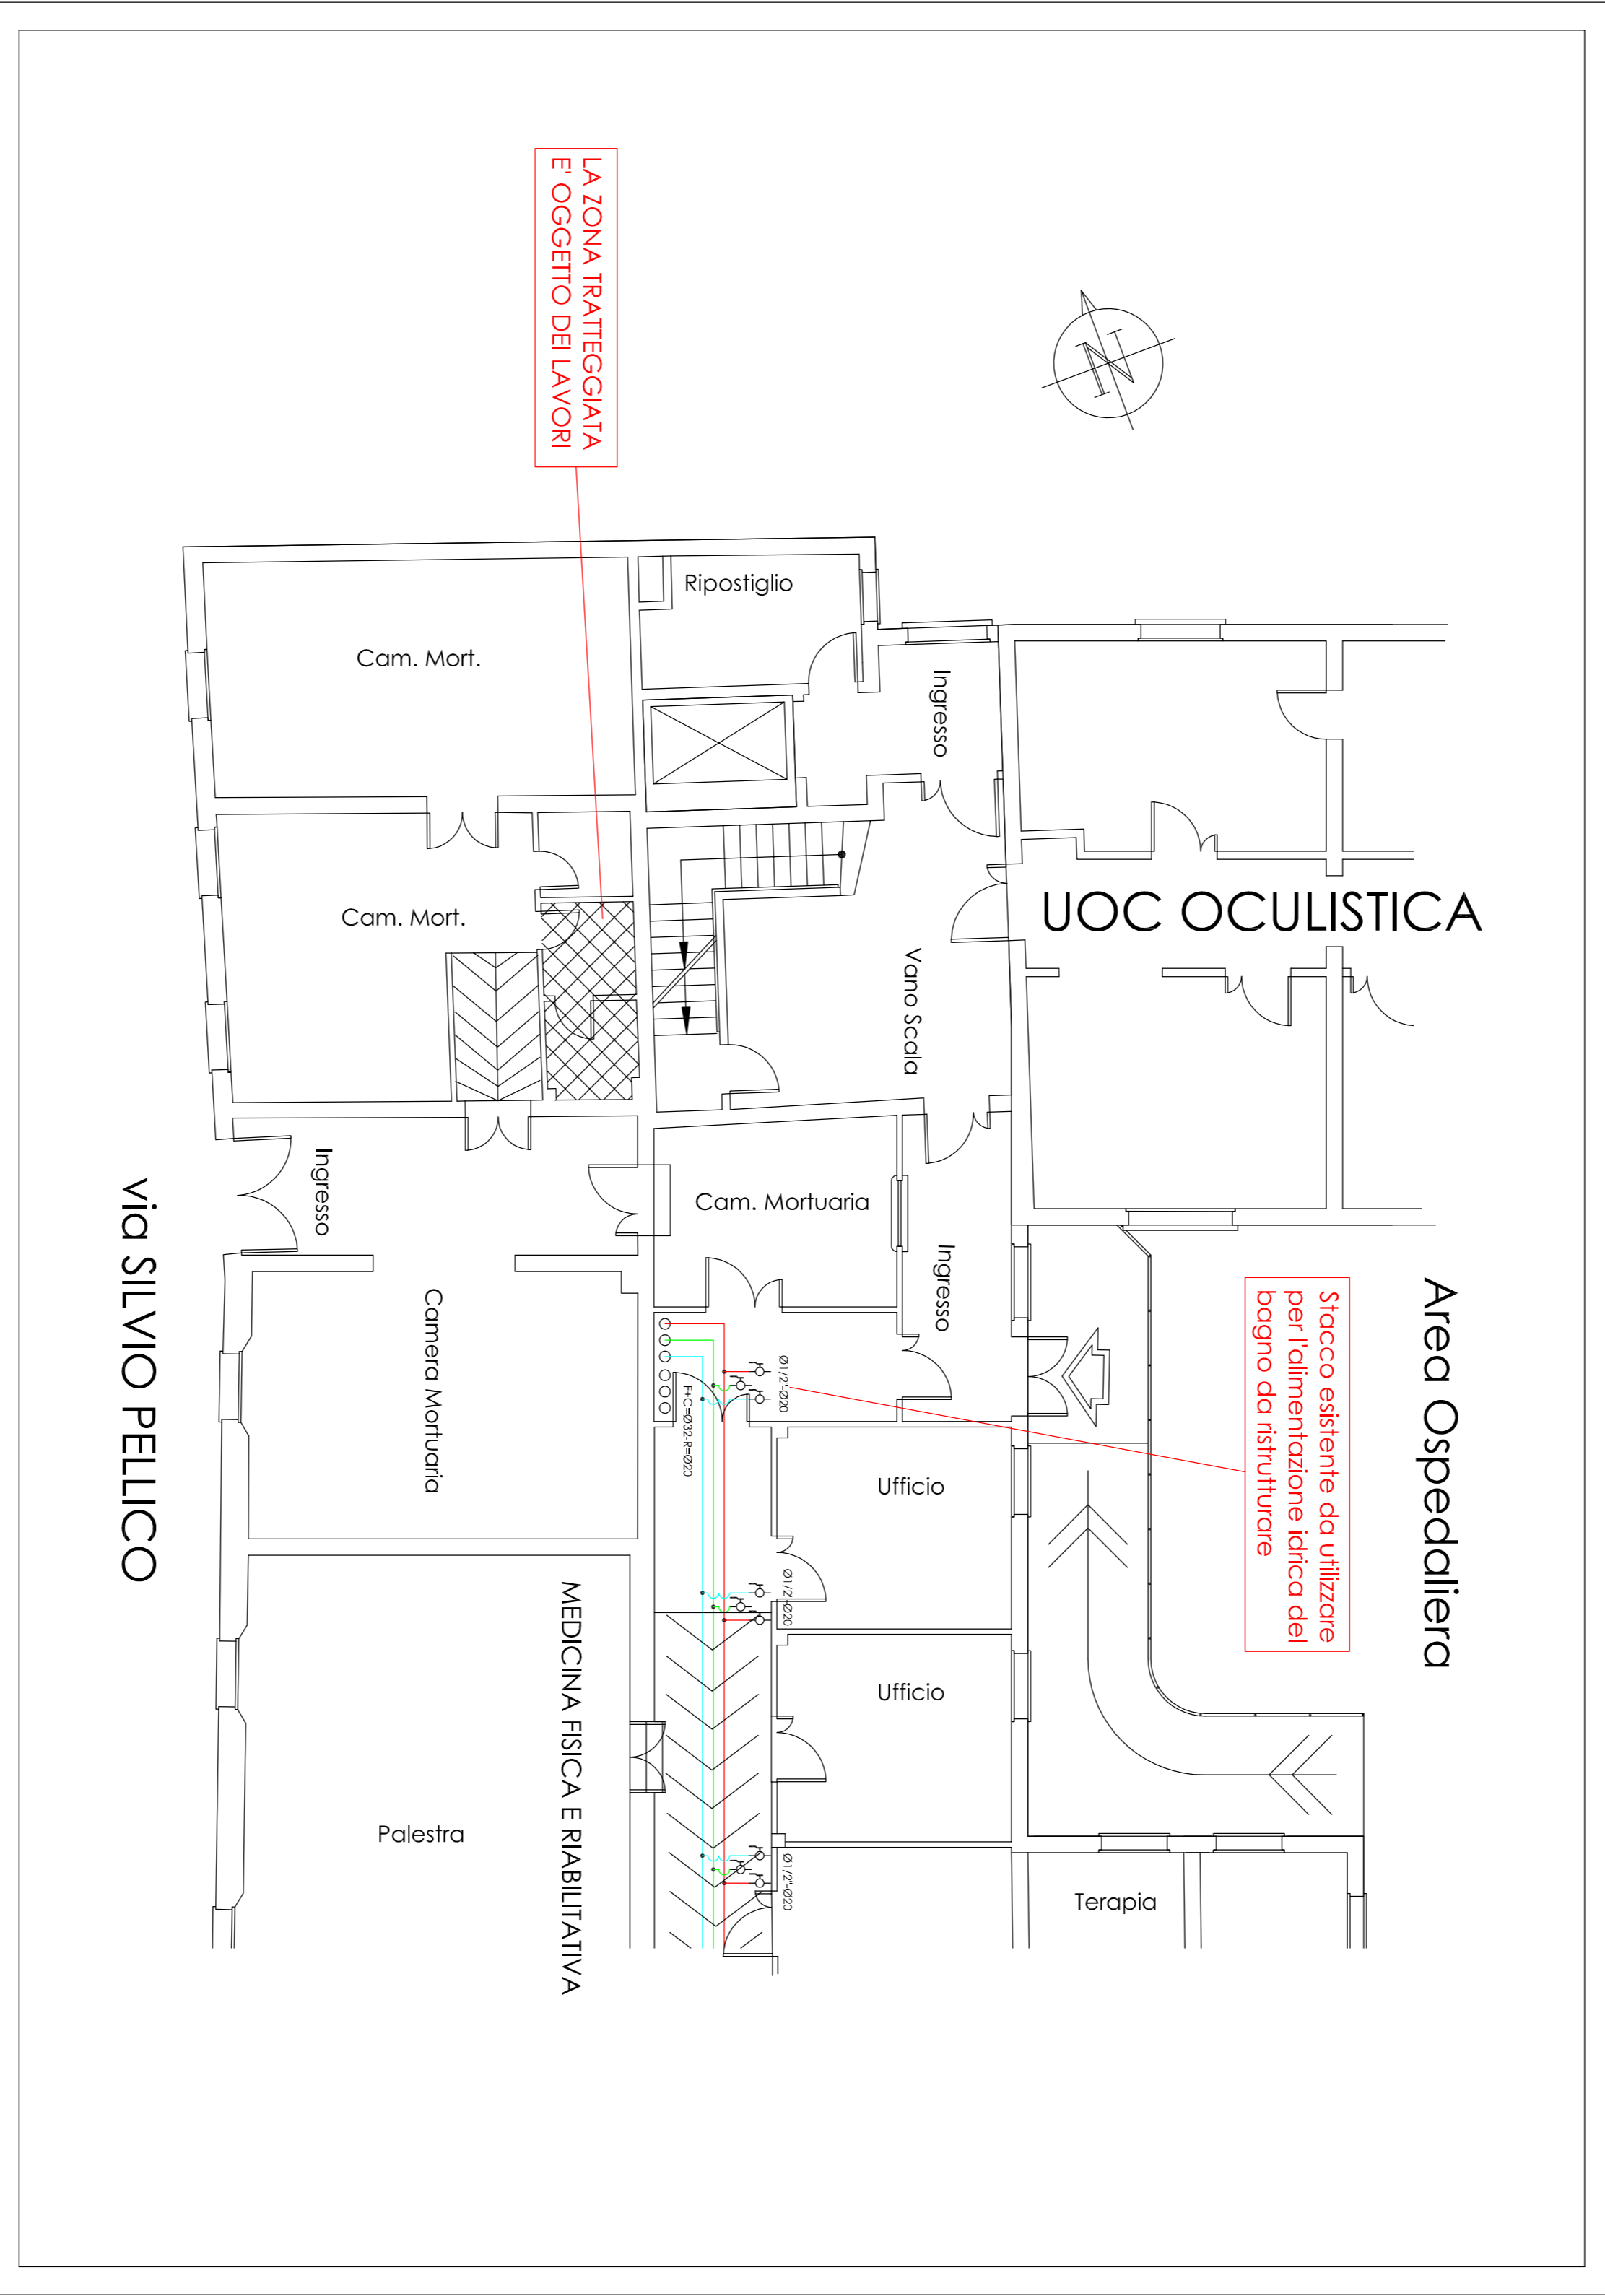 LA ZONA TRATTEGGIATA
E' OGGETTO DEI LAVORI
N
Ripostiglio
Cam. Mort.
Ingresso
UOC OCULISTICA
Cam. Mort.
Vano Scala
Ingresso
Cam. Mortuaria
Ingresso
via SILVIO PELLICO
Camera Mortuaria
Area Ospedaliera
Stacco esistente da utilizzare
per l'alimentazione idrica del
bagno da ristrutturare
Ø1/2"-Ø20
F+C=Ø32-R=Ø20
Ufficio
Ø1/2"-Ø20
Ufficio
MEDICINA FISICA E RIABILITATIVA
Palestra
Ø1/2"-Ø20
Terapia